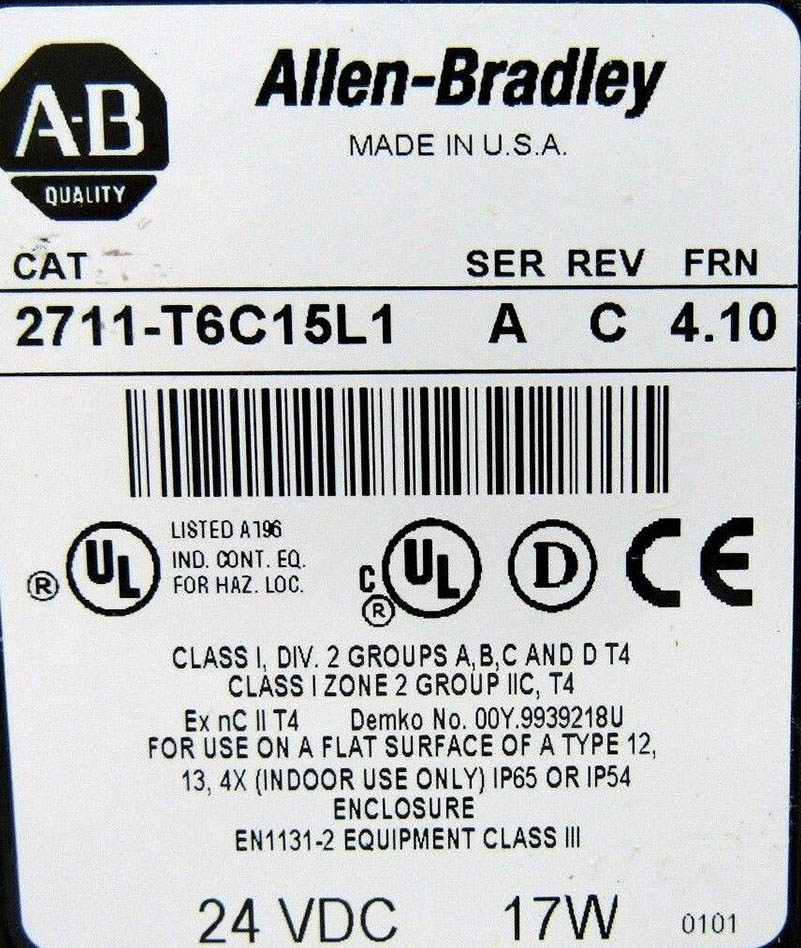 A-B
QUALITY
Allen-Bradley
MADE IN U.S.A.
CAT SER REV FRN
2711-T6C15L1 A C 4.10
LISTED A196
IND. CONT. EQ.
FOR HAZ. LOC.
® UL
C UL ®
D
CE
CLASS I, DIV. 2 GROUPS A,B,C AND D T4
CLASS I ZONE 2 GROUP IIC, T4
Ex nC II T4 Demko No. 00Y.9939218U
FOR USE ON A FLAT SURFACE OF A TYPE 12,
13, 4X (INDOOR USE ONLY) IP65 OR IP54
ENCLOSURE
EN1131-2 EQUIPMENT CLASS III
24 VDC 17W 0101